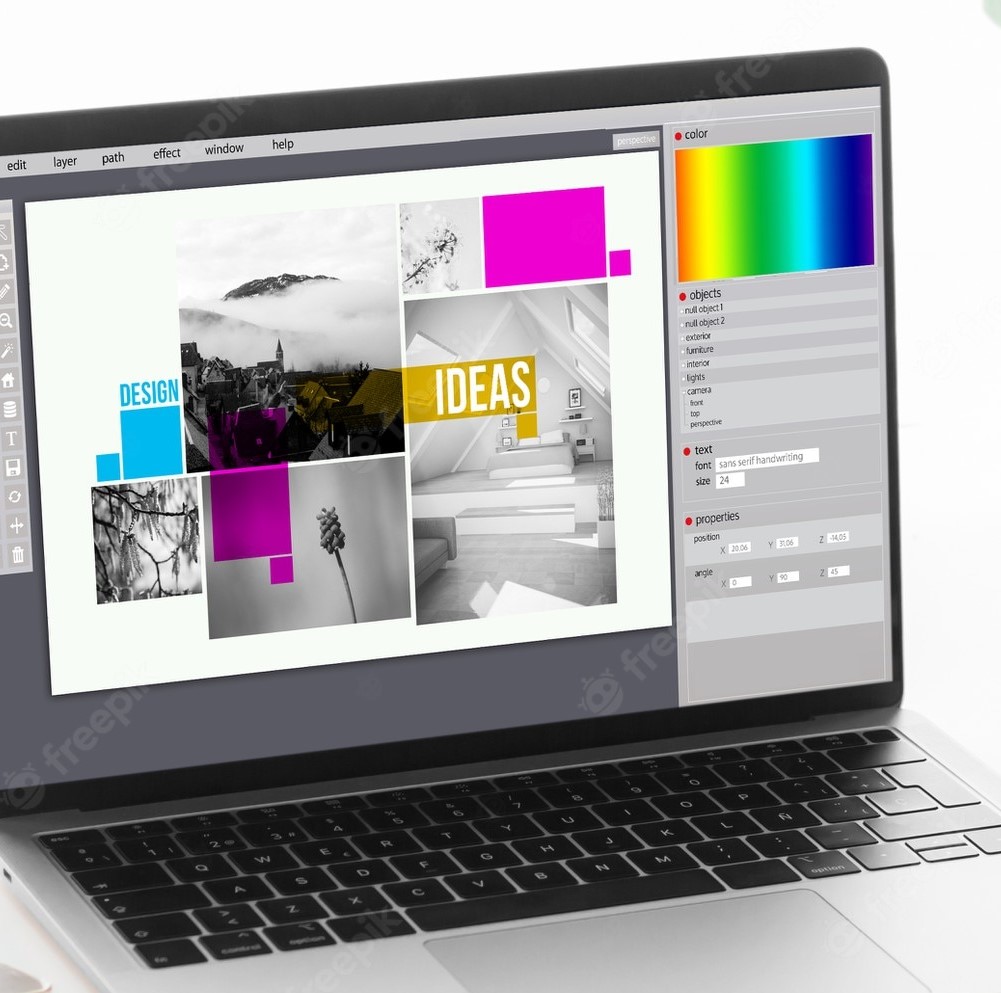 edit layer path effect window help
perspective
color
DESIGN
IDEAS
objects
null object 1
null object 2
exterior
furniture
interior
lights
camera
front
top
perspective
text
font sans serif handwriting
size 24
properties
position
X 20,06 Y 31,06 Z -14,05
angle
X 0 Y 90 Z 45
Q W E R T Y U I O P
A S D F G H J K L Ñ
Z X C V B N M
control option
option
freepik